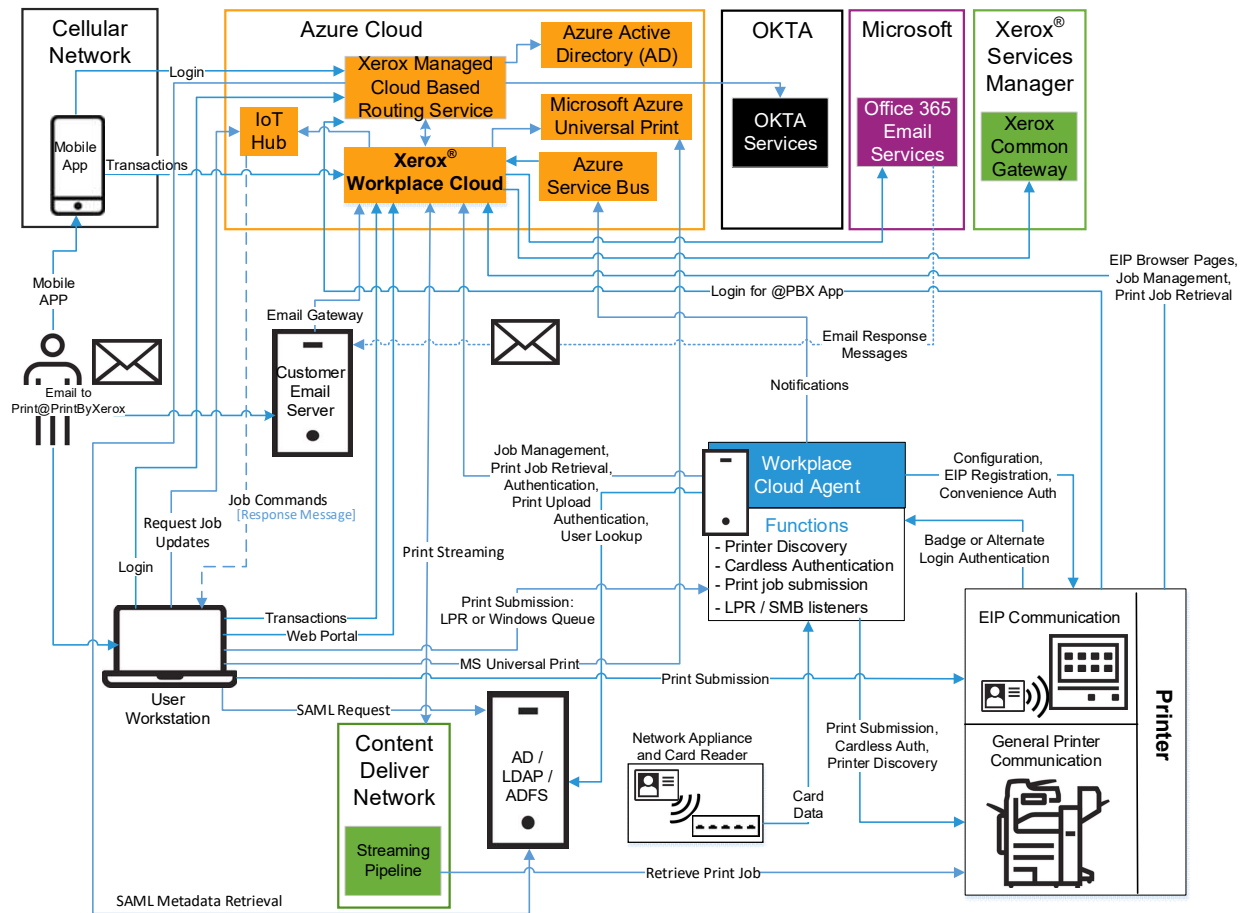 Cellular
Network
Login
Mobile
App
Transactions
Azure Cloud
Xerox Managed
Cloud Based
Routing Service
Azure Active
Directory (AD)
IoT
Hub
Microsoft Azure
Universal Print
Xerox®
Workplace Cloud
Azure
Service Bus
OKTA
OKTA
Services
Microsoft
Office 365
Email
Services
Xerox®
Services
Manager
Xerox
Common
Gateway
Mobile
APP
Email to
Print@PrintByXerox
Email Gateway
Customer
Email
Server
Login for @PBX App
EIP Browser Pages,
Job Management,
Print Job Retrieval
Email Response
Messages
Notifications
Job Management,
Print Job Retrieval,
Authentication,
Print Upload
Authentication,
User Lookup
Workplace
Cloud Agent
Functions
- Printer Discovery
- Cardless Authentication
- Print job submission
- LPR / SMB listeners
Configuration,
EIP Registration,
Convenience Auth
Badge or Alternate
Login Authentication
Job Commands
[Response Message]
Request Job
Updates
Login
Print Streaming
Transactions
Web Portal
Print Submission:
LPR or Windows Queue
MS Universal Print
Print Submission
User
Workstation
SAML Request
Content
Deliver
Network
Streaming
Pipeline
AD /
LDAP /
ADFS
Network Appliance
and Card Reader
Card
Data
Print Submission,
Cardless Auth,
Printer Discovery
EIP Communication
General Printer
Communication
Printer
Retrieve Print Job
SAML Metadata Retrieval